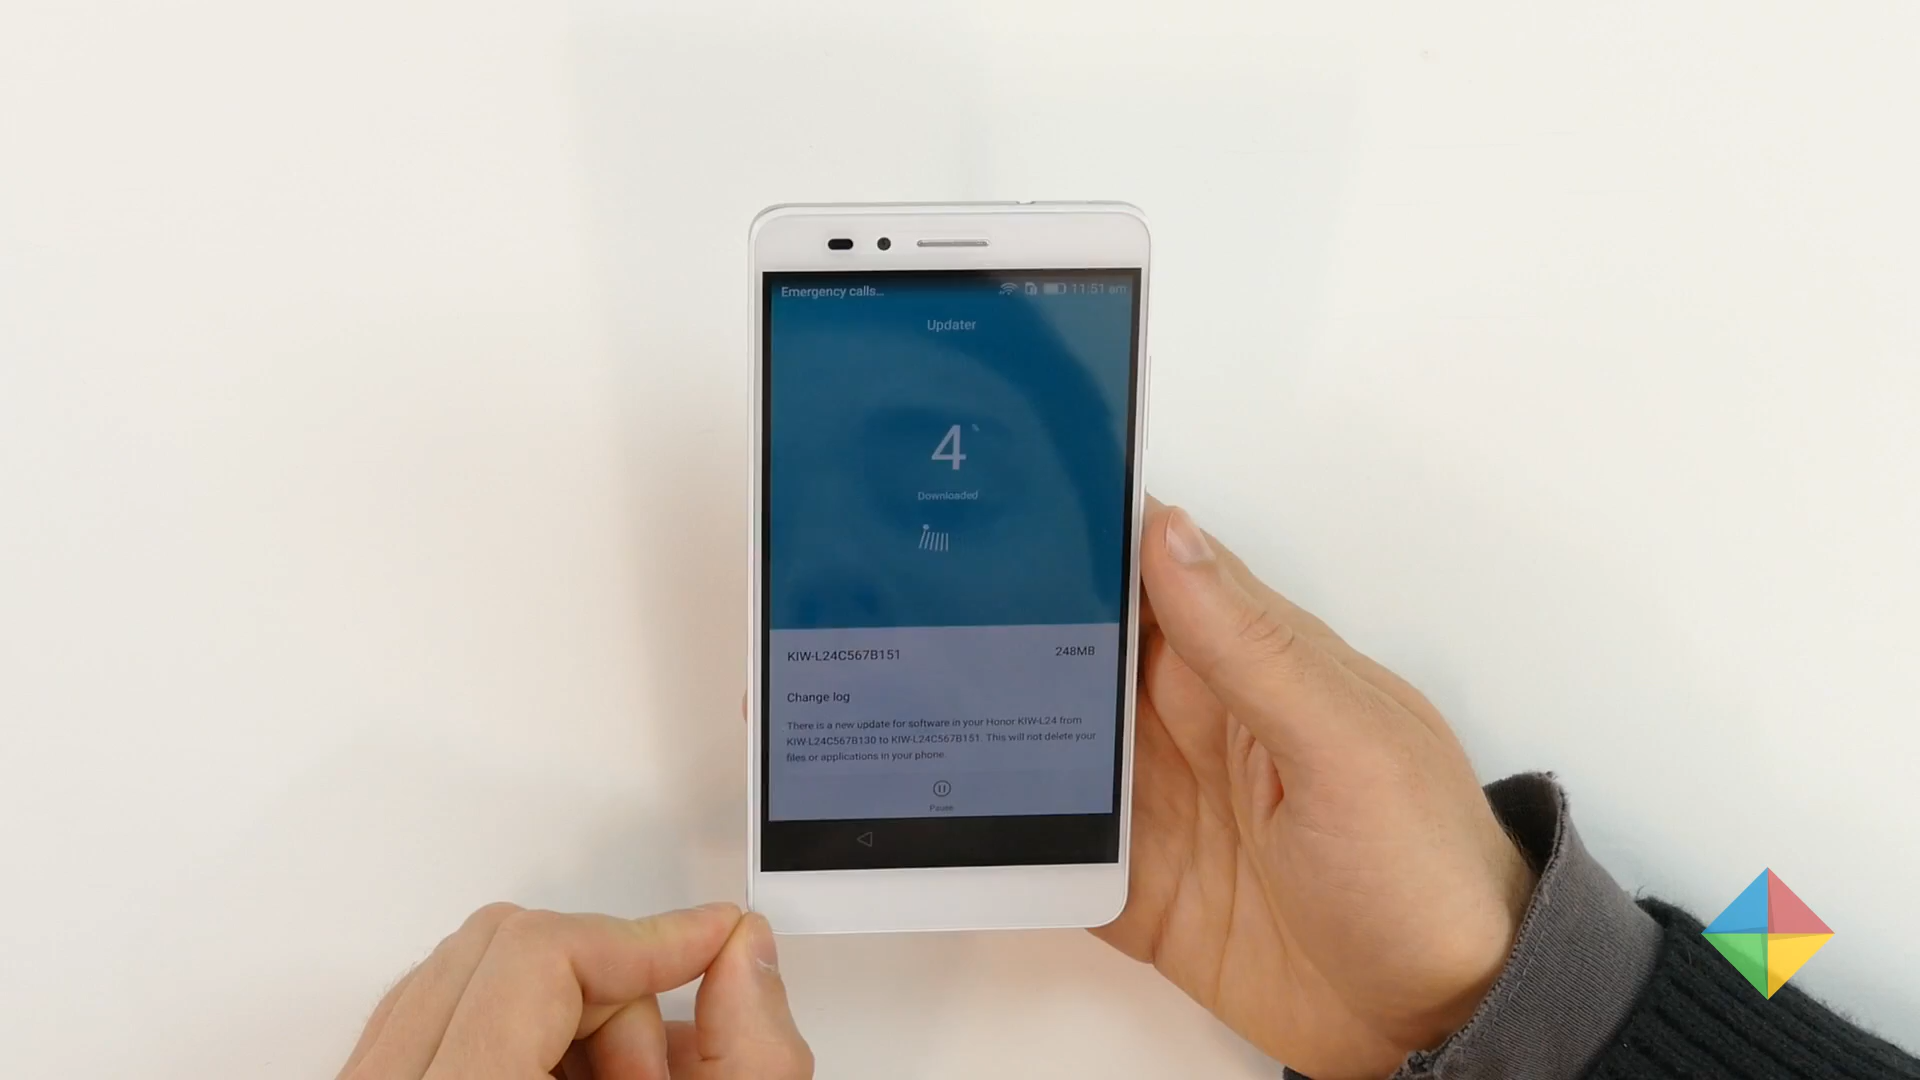 Emergency calls... 11:51 am
Updater
4%
Downloaded
KIW-L24C567B151 248MB
Change log
There is a new update for software in your Honor KIW-L24 from
KIW-L24C567B130 to KIW-L24C567B151. This will not delete your
files or applications in your phone.
Pause